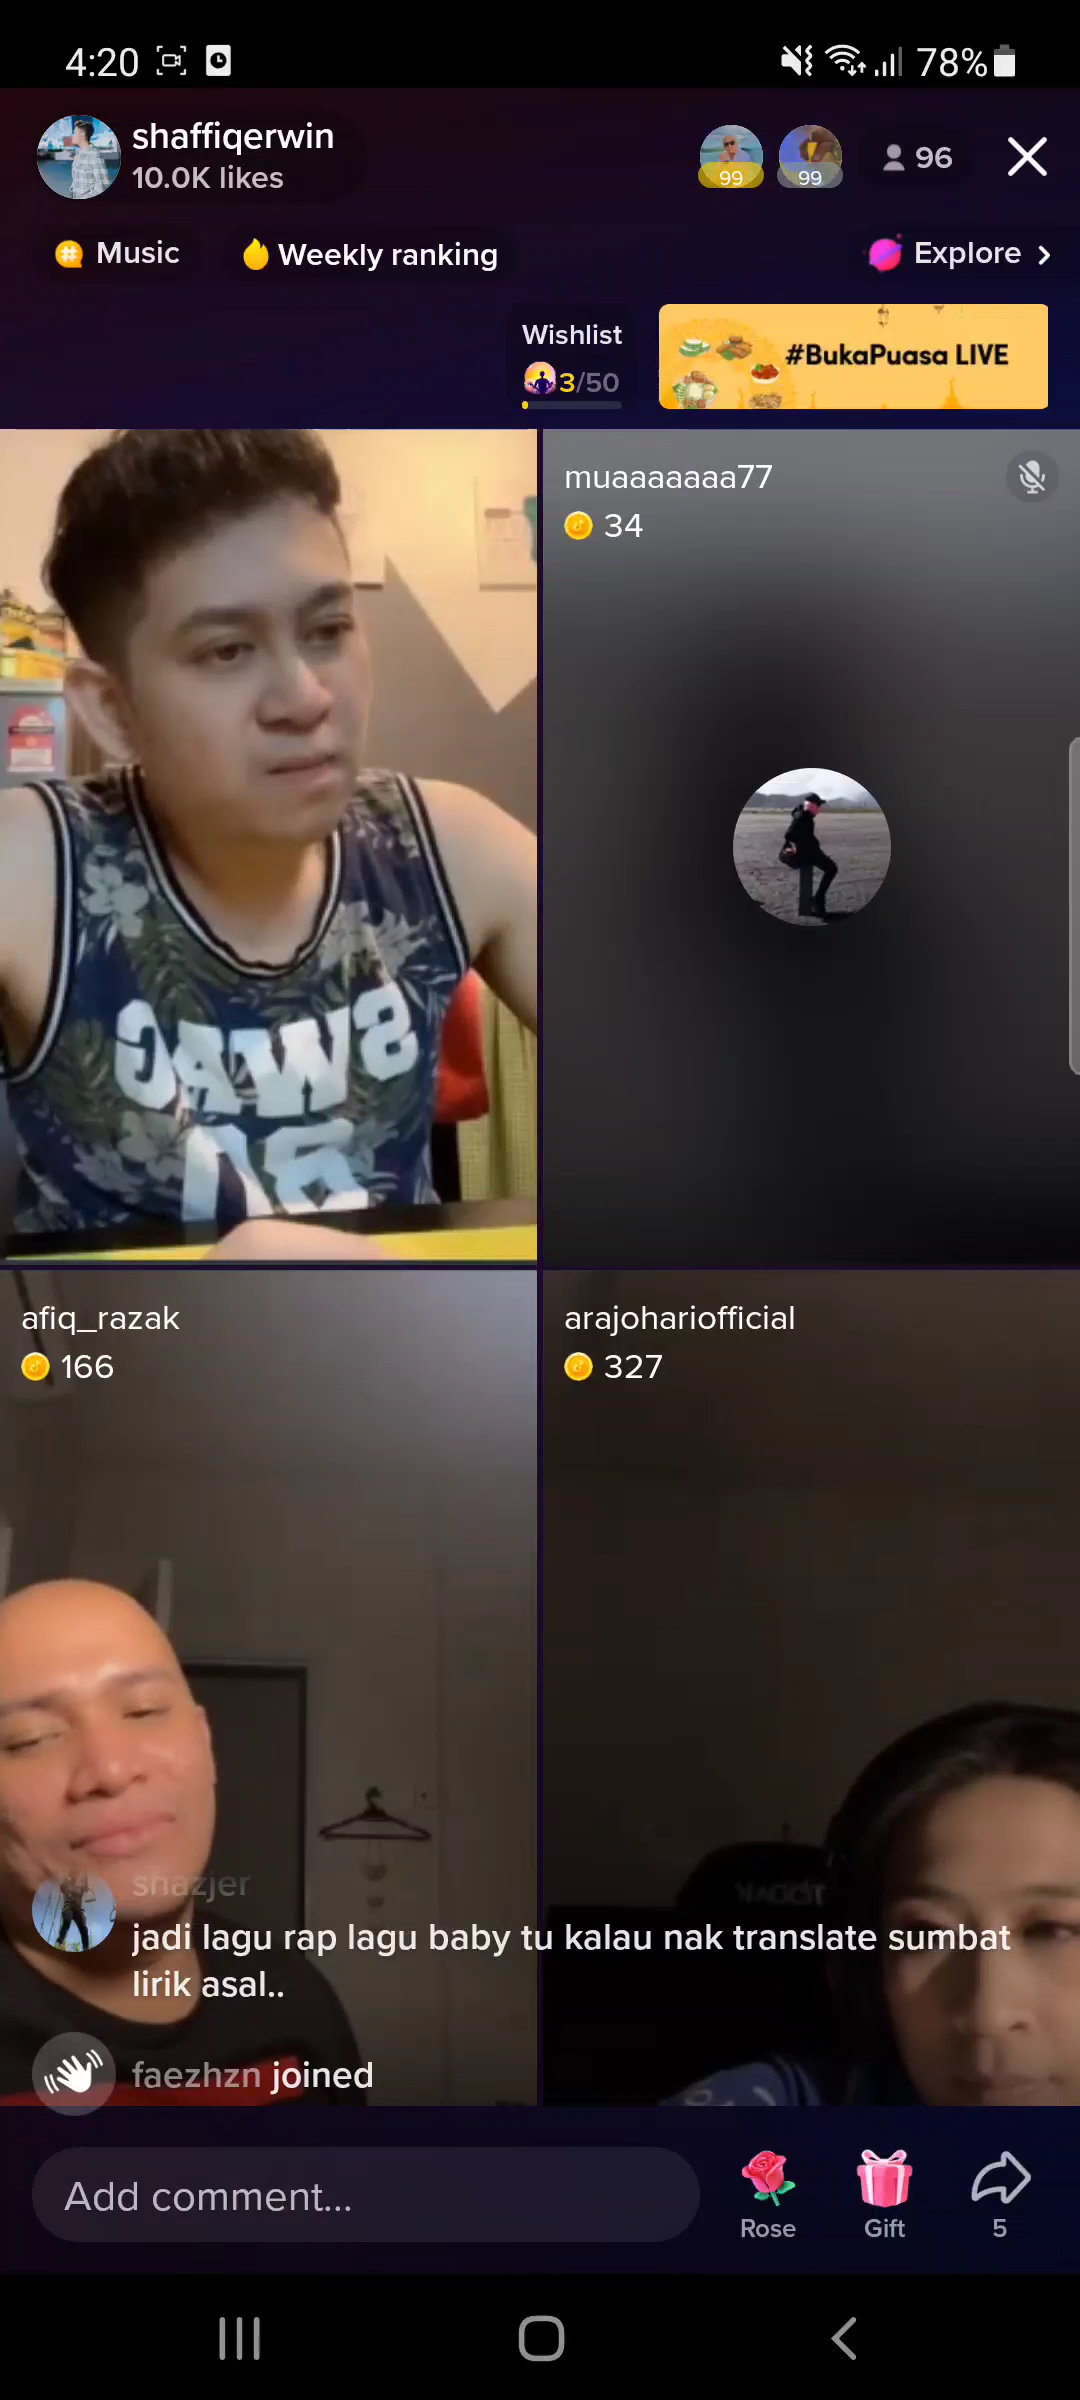 4:20
78%
shaffiqerwin
10.0K likes
99
99
96
Music
Weekly ranking
Explore
Wishlist
3/50
#BukaPuasa LIVE
muaaaaaaa77
34
SWAG
afiq_razak
166
arajohariofficial
327
shazjer
jadi lagu rap lagu baby tu kalau nak translate sumbat
lirik asal..
faezhzn joined
Add comment...
Rose
Gift
5